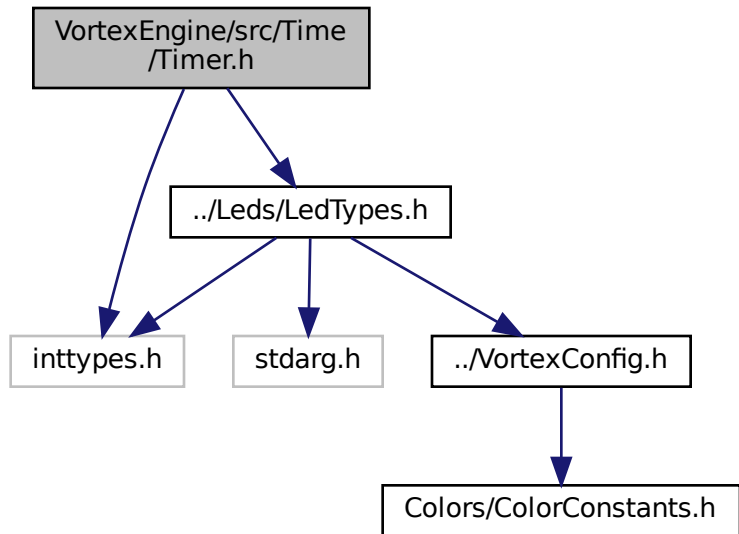 VortexEngine/src/Time
/Timer.h
../Leds/LedTypes.h
inttypes.h
stdarg.h
../VortexConfig.h
Colors/ColorConstants.h